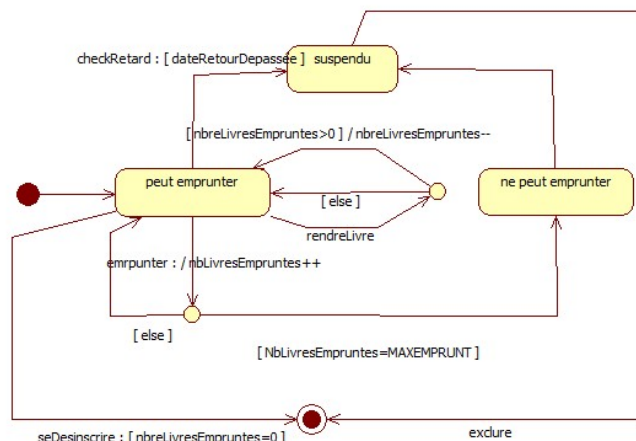 checkRetard : [ dateRetourDepassée ]
suspendu
[ nbreLivresEmpruntes>0 ] / nbreLivresEmpruntes--
peut emprunter
ne peut emprunter
[ else ]
rendreLivre
emrpunter : / nbLivresEmpruntes++
[ else ]
[ NbLivresEmpruntes=MAXEMPRUNT ]
seDesinscrire : [ nbreLivresEmpruntes=0 ]
exclure